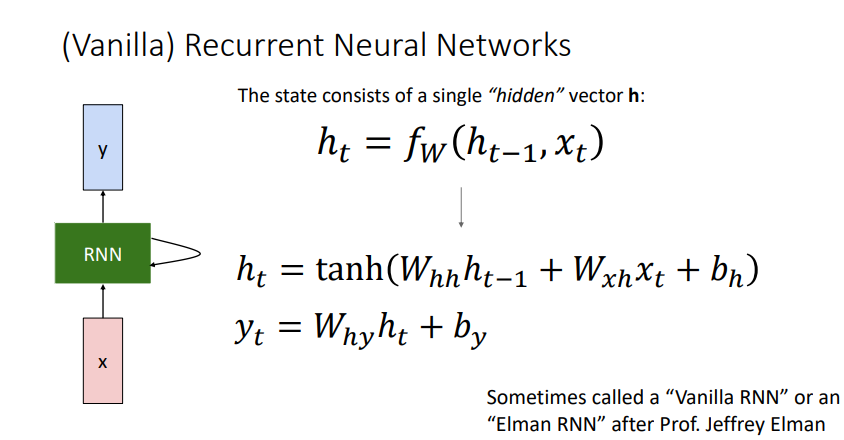 (Vanilla) Recurrent Neural Networks
The state consists of a single “hidden” vector h:
h_t = f_W(h_{t−1}, x_t)
y
RNN
x
h_t = tanh(W_{hh}h_{t−1} + W_{xh}x_t + b_h)
y_t = W_{hy}h_t + b_y
Sometimes called a “Vanilla RNN” or an
“Elman RNN” after Prof. Jeffrey Elman